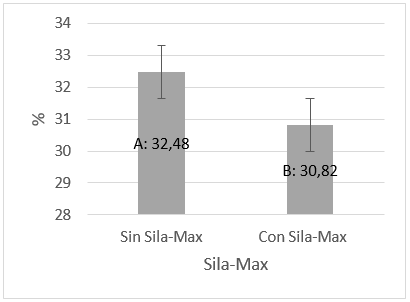 34
33
32
31
30
29
28
%
A: 32,48
B: 30,82
Sin Sila-Max
Con Sila-Max
Sila-Max